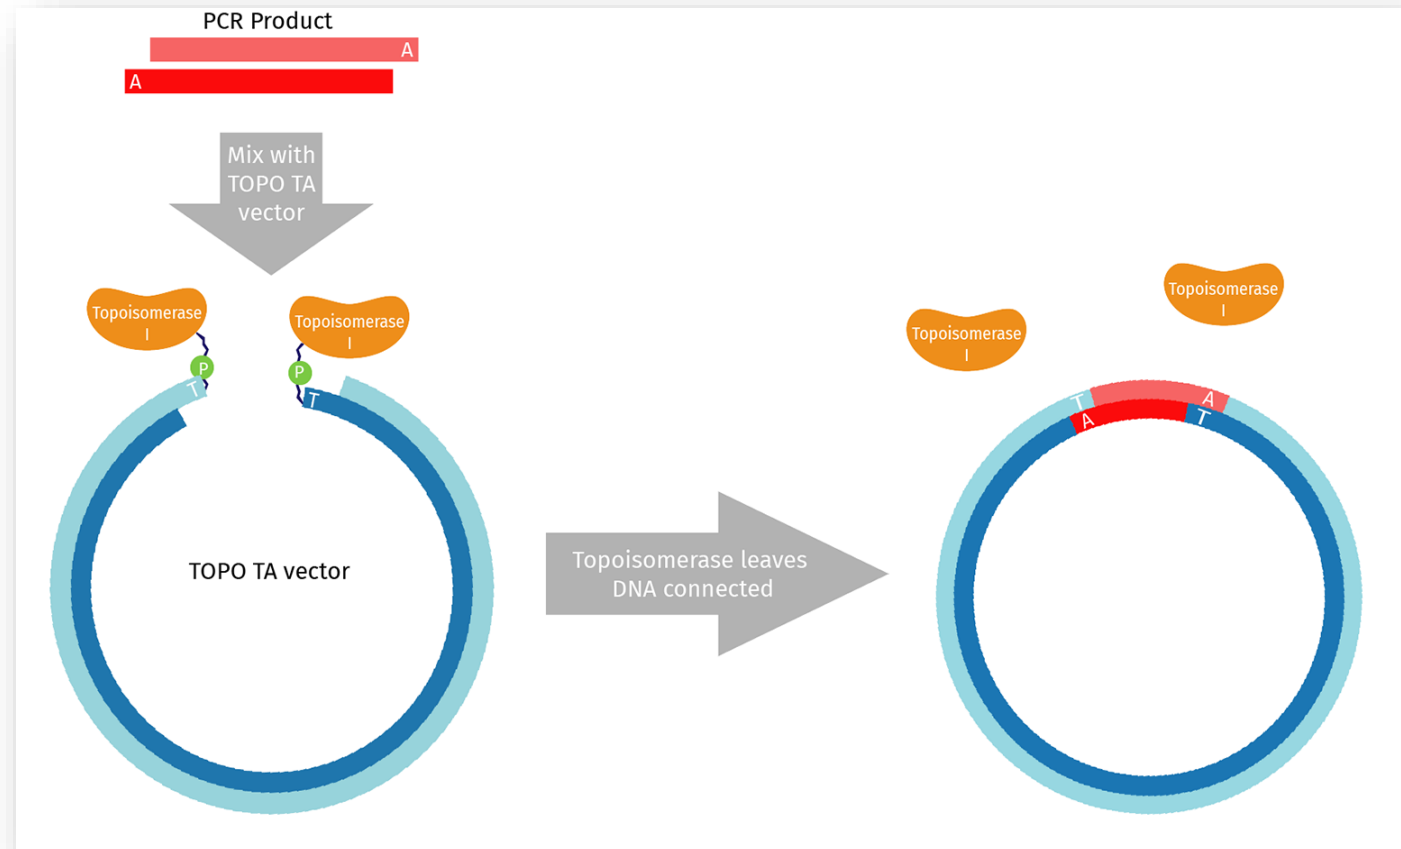 PCR Product
A
A
Mix with
TOPO TA
vector
Topoisomerase
I
Topoisomerase
I
P
P
T
T
TOPO TA vector
Topoisomerase leaves
DNA connected
Topoisomerase
I
Topoisomerase
I
T
A
A
T